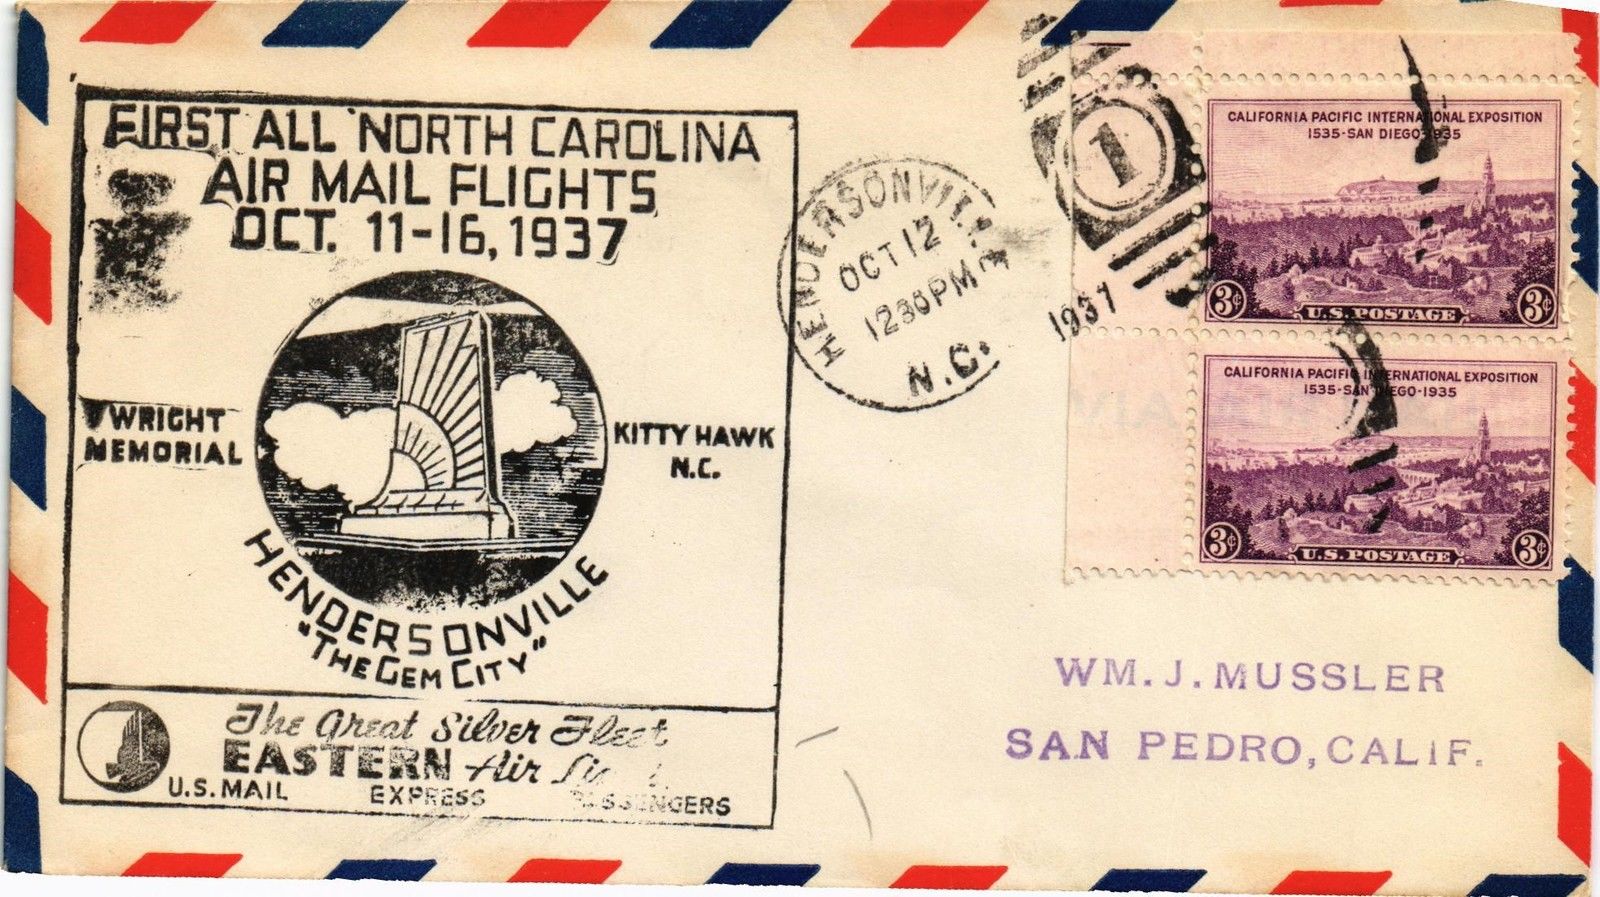 FIRST ALL NORTH CAROLINA
AIR MAIL FLIGHTS
OCT. 11-16, 1937
WRIGHT
MEMORIAL
KITTY HAWK
N.C.
HENDERSONVILLE
"THE GEM CITY"
The Great Silver Fleet
EASTERN Air
U.S. MAIL EXPRESS PASSENGERS
HENDERSONVILLE
OCT 12
1230 PM
N.C.
1937
1
CALIFORNIA PACIFIC INTERNATIONAL EXPOSITION
1535-SAN DIEGO-1935
3¢ U.S. POSTAGE 3¢
CALIFORNIA PACIFIC INTERNATIONAL EXPOSITION
1535-SAN DIEGO-1935
3¢ U.S. POSTAGE 3¢
WM. J. MUSSLER
SAN PEDRO, CALIF.